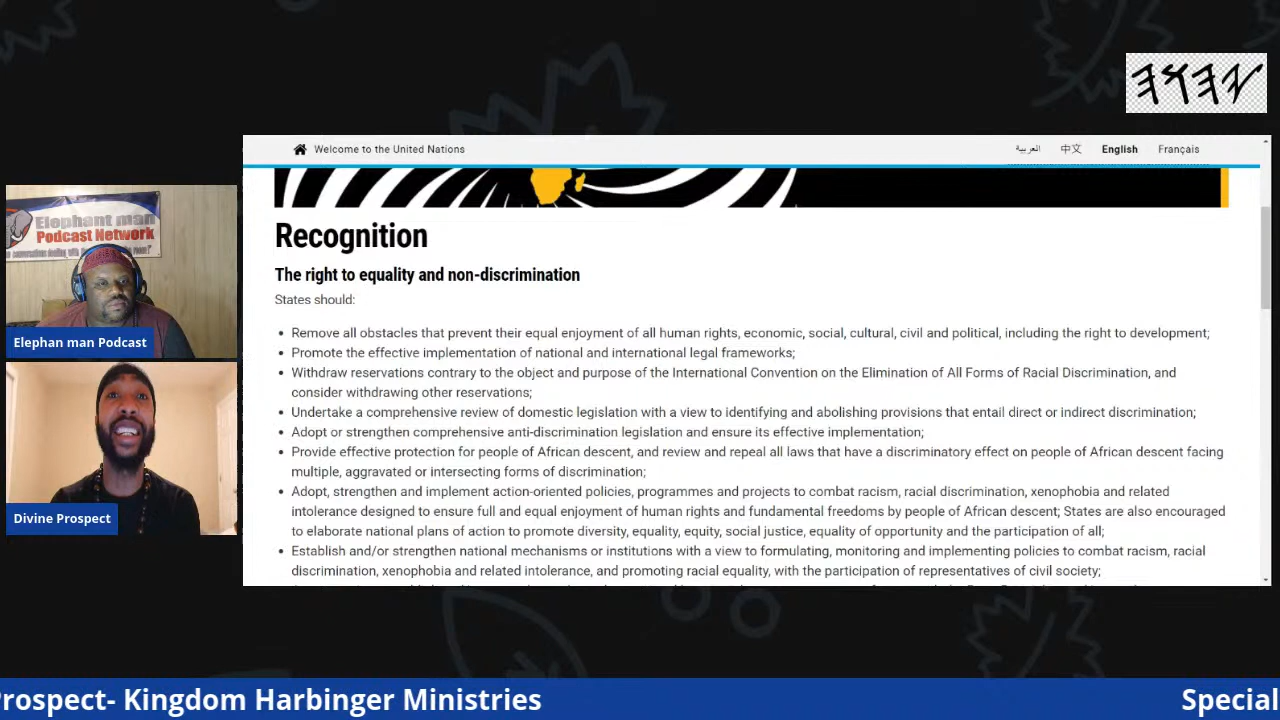 𐤉𐤄𐤅𐤄
Welcome to the United Nations
العربية 中文 English Français
Elephant man
Podcast Network
Recognition
The right to equality and non-discrimination
States should:
• Remove all obstacles that prevent their equal enjoyment of all human rights, economic, social, cultural, civil and political, including the right to development;
• Promote the effective implementation of national and international legal frameworks;
• Withdraw reservations contrary to the object and purpose of the International Convention on the Elimination of All Forms of Racial Discrimination, and
consider withdrawing other reservations;
• Undertake a comprehensive review of domestic legislation with a view to identifying and abolishing provisions that entail direct or indirect discrimination;
• Adopt or strengthen comprehensive anti-discrimination legislation and ensure its effective implementation;
• Provide effective protection for people of African descent, and review and repeal all laws that have a discriminatory effect on people of African descent facing
multiple, aggravated or intersecting forms of discrimination;
• Adopt, strengthen and implement action-oriented policies, programmes and projects to combat racism, racial discrimination, xenophobia and related
intolerance designed to ensure full and equal enjoyment of human rights and fundamental freedoms by people of African descent; States are also encouraged
to elaborate national plans of action to promote diversity, equality, equity, social justice, equality of opportunity and the participation of all;
• Establish and/or strengthen national mechanisms or institutions with a view to formulating, monitoring and implementing policies to combat racism, racial
discrimination, xenophobia and related intolerance, and promoting racial equality, with the participation of representatives of civil society;
Elephan man Podcast
Divine Prospect
Prospect- Kingdom Harbinger Ministries
Special